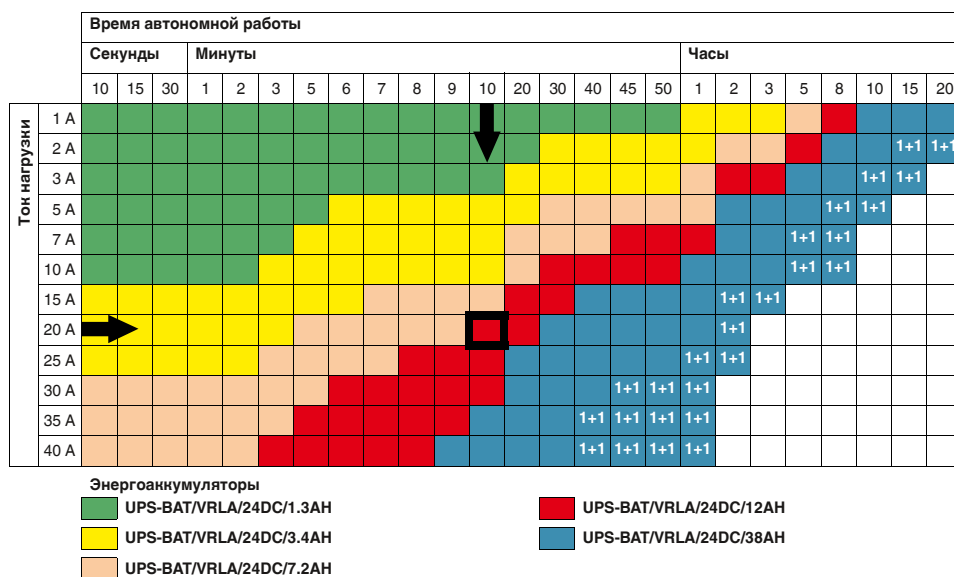 Время автономной работы
Секунды Минуты Часы
10 15 30 1 2 3 5 6 7 8 9 10 20 30 40 45 50 1 2 3 5 8 10 15 20
Ток нагрузки
1 A
2 A 1+1 1+1
3 A 1+1 1+1
5 A 1+1 1+1
7 A 1+1 1+1
10 A 1+1 1+1
15 A 1+1 1+1
20 A 1+1
25 A 1+1 1+1
30 A 1+1 1+1 1+1
35 A 1+1 1+1 1+1 1+1
40 A 1+1 1+1 1+1 1+1
Энергоаккумуляторы
UPS-BAT/VRLA/24DC/1.3AH UPS-BAT/VRLA/24DC/12AH
UPS-BAT/VRLA/24DC/3.4AH UPS-BAT/VRLA/24DC/38AH
UPS-BAT/VRLA/24DC/7.2AH